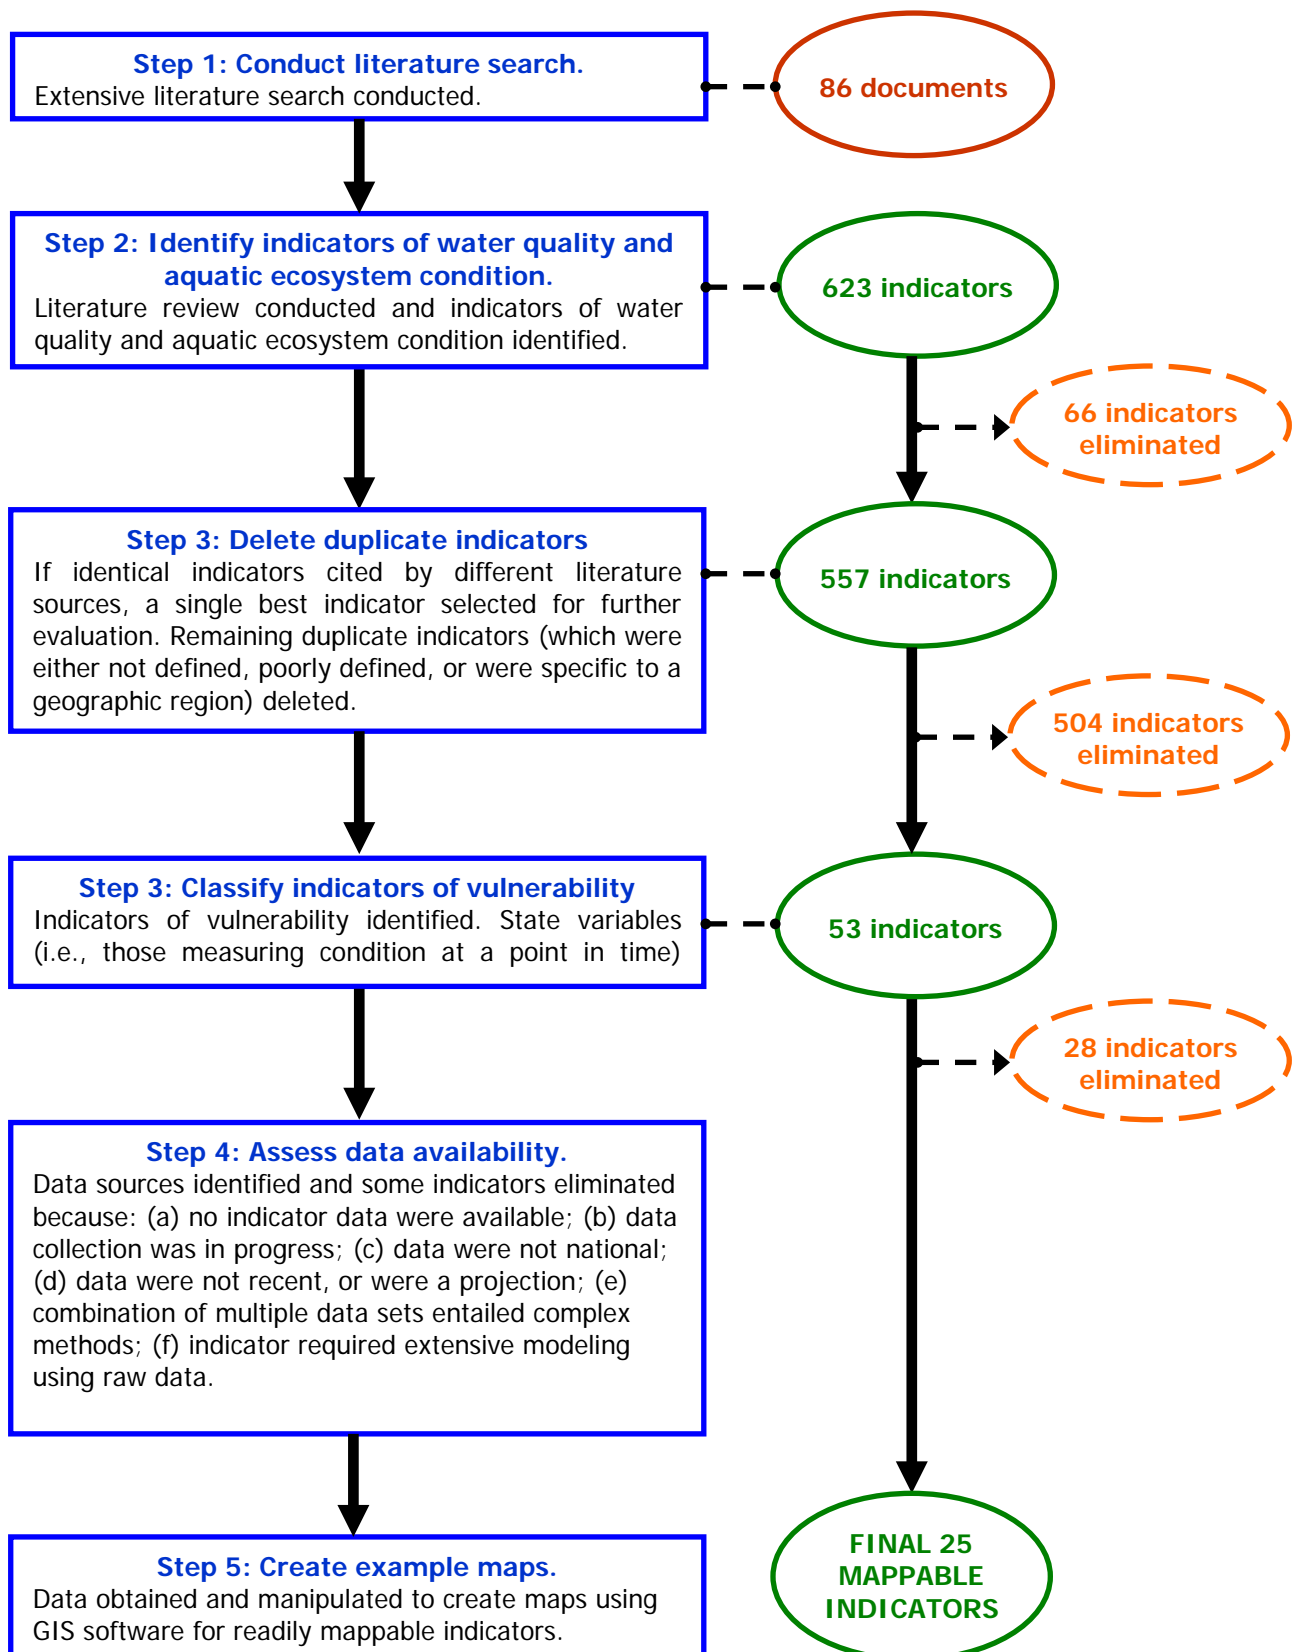 Step 1: Conduct literature search.
Extensive literature search conducted.
86 documents
Step 2: Identify indicators of water quality and
aquatic ecosystem condition.
Literature review conducted and indicators of water
quality and aquatic ecosystem condition identified.
623 indicators
66 indicators
eliminated
Step 3: Delete duplicate indicators
If identical indicators cited by different literature
sources, a single best indicator selected for further
evaluation. Remaining duplicate indicators (which were
either not defined, poorly defined, or were specific to a
geographic region) deleted.
557 indicators
504 indicators
eliminated
Step 3: Classify indicators of vulnerability
Indicators of vulnerability identified. State variables
(i.e., those measuring condition at a point in time)
53 indicators
28 indicators
eliminated
Step 4: Assess data availability.
Data sources identified and some indicators eliminated
because: (a) no indicator data were available; (b) data
collection was in progress; (c) data were not national;
(d) data were not recent, or were a projection; (e)
combination of multiple data sets entailed complex
methods; (f) indicator required extensive modeling
using raw data.
Step 5: Create example maps.
Data obtained and manipulated to create maps using
GIS software for readily mappable indicators.
FINAL 25
MAPPABLE
INDICATORS